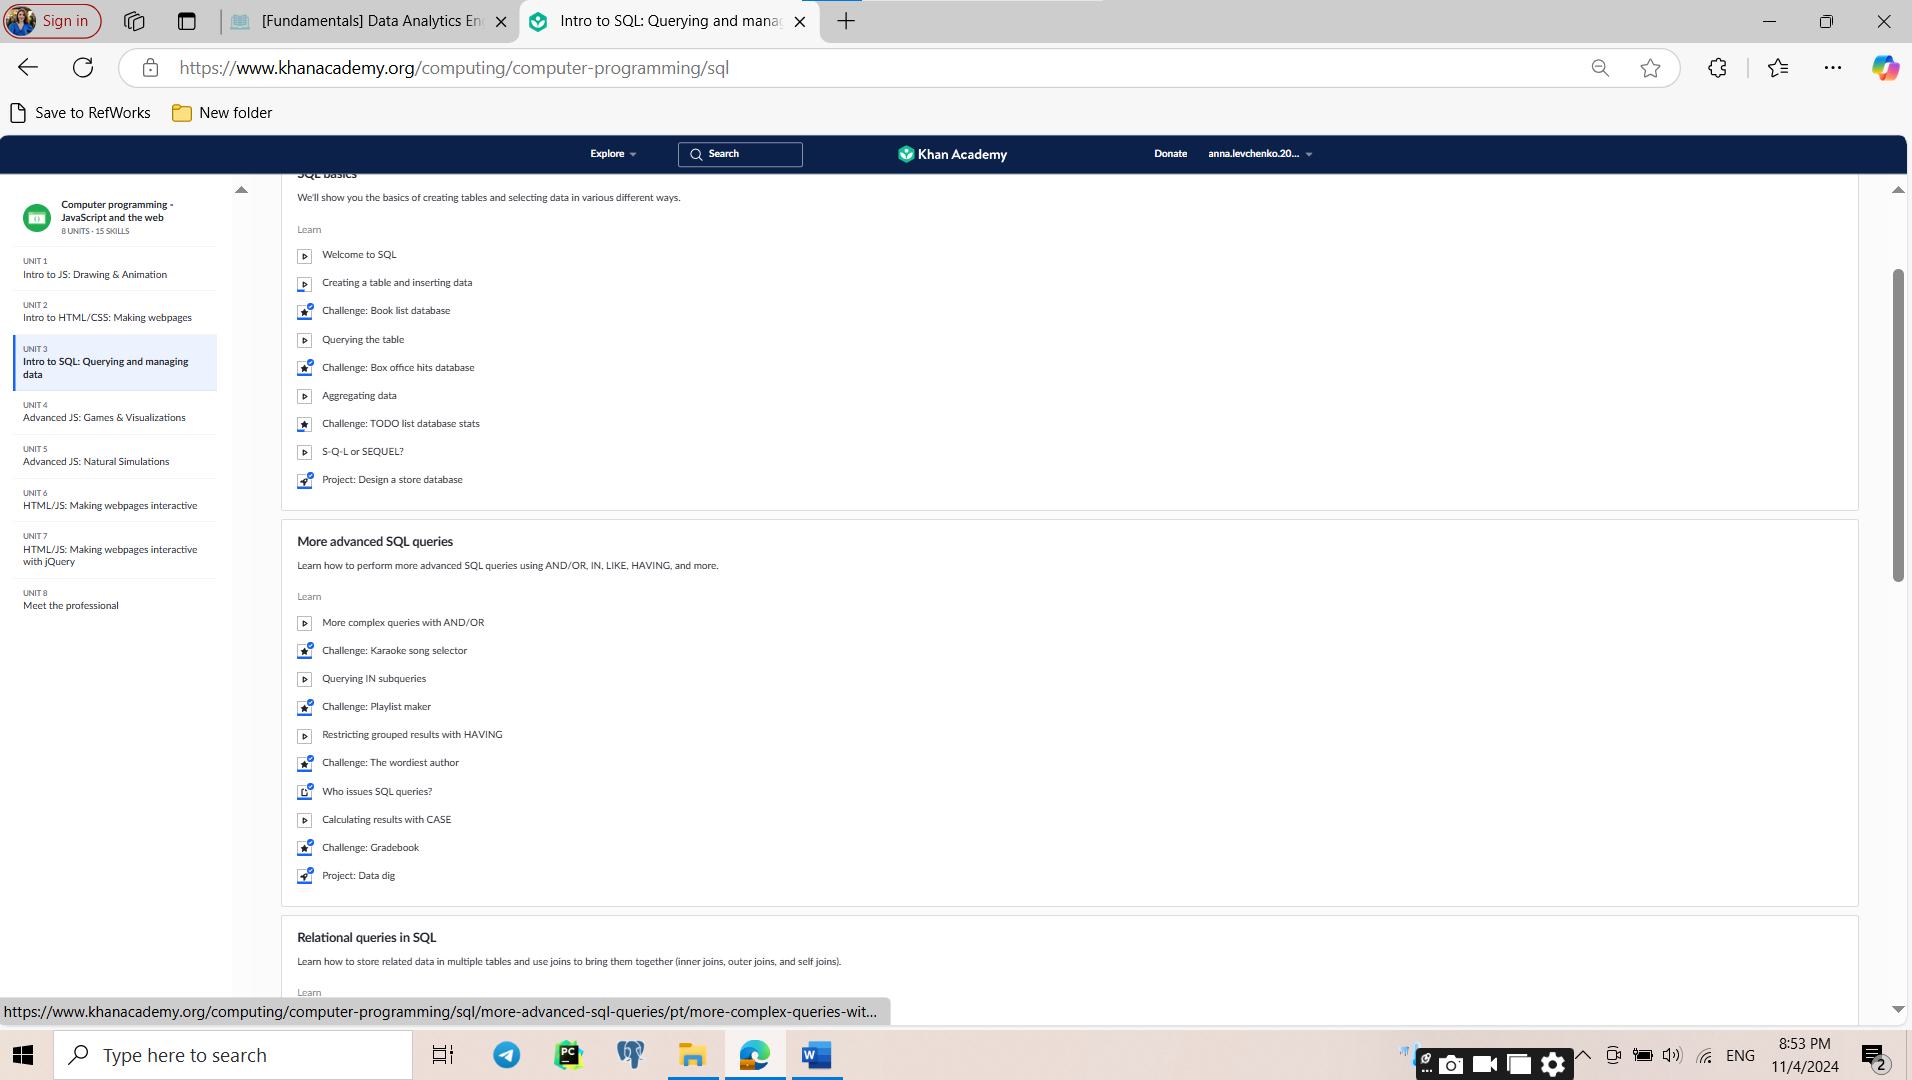 Sign in
[Fundamentals] Data Analytics En
Intro to SQL: Querying and manag
https://www.khanacademy.org/computing/computer-programming/sql
Save to RefWorks
New folder
Explore
Search
Khan Academy
Donate
anna.levchenko.20...
Computer programming -
JavaScript and the web
8 UNITS · 15 SKILLS
UNIT 1
Intro to JS: Drawing & Animation
UNIT 2
Intro to HTML/CSS: Making webpages
UNIT 3
Intro to SQL: Querying and managing
data
UNIT 4
Advanced JS: Games & Visualizations
UNIT 5
Advanced JS: Natural Simulations
UNIT 6
HTML/JS: Making webpages interactive
UNIT 7
HTML/JS: Making webpages interactive
with jQuery
UNIT 8
Meet the professional
SQL basics
We'll show you the basics of creating tables and selecting data in various different ways.
Learn
Welcome to SQL
Creating a table and inserting data
Challenge: Book list database
Querying the table
Challenge: Box office hits database
Aggregating data
Challenge: TODO list database stats
S-Q-L or SEQUEL?
Project: Design a store database
More advanced SQL queries
Learn how to perform more advanced SQL queries using AND/OR, IN, LIKE, HAVING, and more.
Learn
More complex queries with AND/OR
Challenge: Karaoke song selector
Querying IN subqueries
Challenge: Playlist maker
Restricting grouped results with HAVING
Challenge: The wordiest author
Who issues SQL queries?
Calculating results with CASE
Challenge: Gradebook
Project: Data dig
Relational queries in SQL
Learn how to store related data in multiple tables and use joins to bring them together (inner joins, outer joins, and self joins).
Learn
https://www.khanacademy.org/computing/computer-programming/sql/more-advanced-sql-queries/pt/more-complex-queries-wit...
Type here to search
PC
W
ENG
8:53 PM
11/4/2024
2